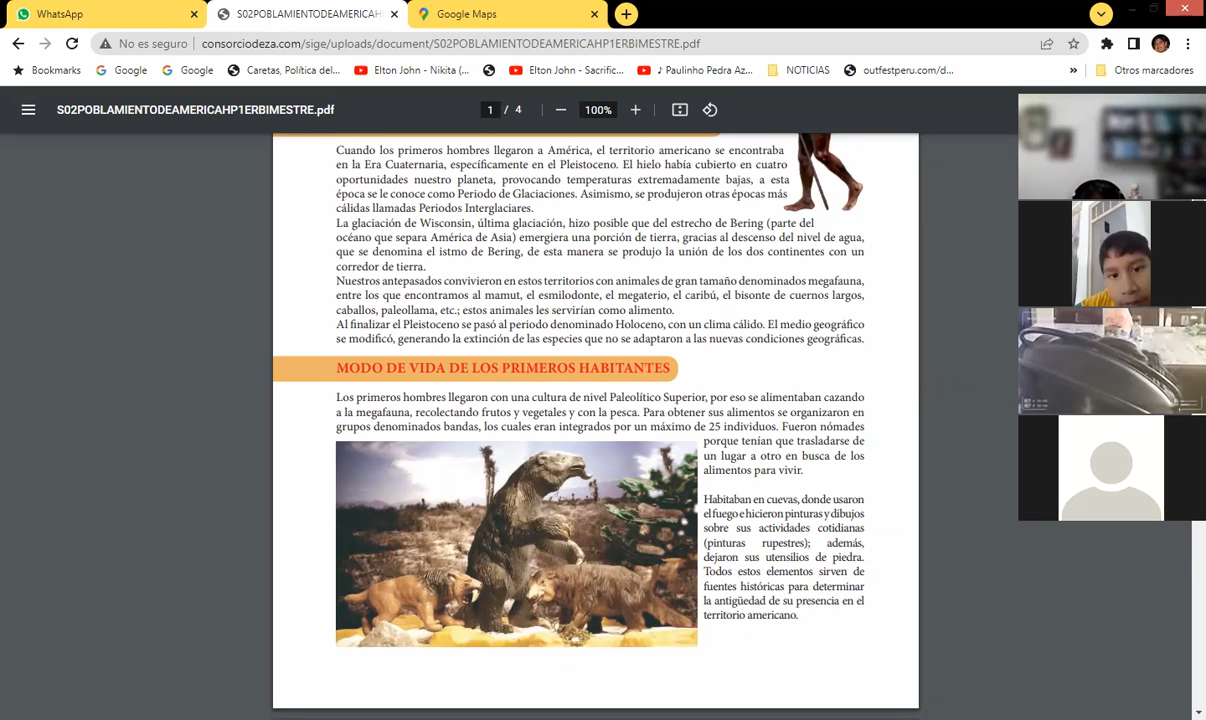 WhatsApp
S02POBLAMIENTODEAMERICAH
Google Maps
No es seguro
consorciodeza.com/sige/uploads/document/S02POBLAMIENTODEAMERICAHP1ERBIMESTRE.pdf
Bookmarks
Google
Google
Caretas, Política del...
Elton John - Nikita (...
Elton John - Sacrific...
♪ Paulinho Pedra Az...
NOTICIAS
outfestperu.com/d...
»
Otros marcadores
S02POBLAMIENTODEAMERICAHP1ERBIMESTRE.pdf
1 / 4
100%
Cuando los primeros hombres llegaron a América, el territorio americano se encontraba
en la Era Cuaternaria, específicamente en el Pleistoceno. El hielo había cubierto en cuatro
oportunidades nuestro planeta, provocando temperaturas extremadamente bajas, a esta
época se le conoce como Periodo de Glaciaciones. Asimismo, se produjeron otras épocas más
cálidas llamadas Periodos Interglaciares.
La glaciación de Wisconsin, última glaciación, hizo posible que del estrecho de Bering (parte del
océano que separa América de Asia) emergiera una porción de tierra, gracias al descenso del nivel de agua,
que se denomina el istmo de Bering, de esta manera se produjo la unión de los dos continentes con un
corredor de tierra.
Nuestros antepasados convivieron en estos territorios con animales de gran tamaño denominados megafauna,
entre los que encontramos al mamut, el esmilodonte, el megaterio, el caribú, el bisonte de cuernos largos,
caballos, paleollama, etc.; estos animales les servirían como alimento.
Al finalizar el Pleistoceno se pasó al periodo denominado Holoceno, con un clima cálido. El medio geográfico
se modificó, generando la extinción de las especies que no se adaptaron a las nuevas condiciones geográficas.
MODO DE VIDA DE LOS PRIMEROS HABITANTES
Los primeros hombres llegaron con una cultura de nivel Paleolítico Superior, por eso se alimentaban cazando
a la megafauna, recolectando frutos y vegetales y con la pesca. Para obtener sus alimentos se organizaron en
grupos denominados bandas, los cuales eran integrados por un máximo de 25 individuos. Fueron nómades
porque tenían que trasladarse de
un lugar a otro en busca de los
alimentos para vivir.
Habitaban en cuevas, donde usaron
el fuego e hicieron pinturas y dibujos
sobre sus actividades cotidianas
(pinturas rupestres); además,
dejaron sus utensilios de piedra.
Todos estos elementos sirven de
fuentes históricas para determinar
la antigüedad de su presencia en el
territorio americano.